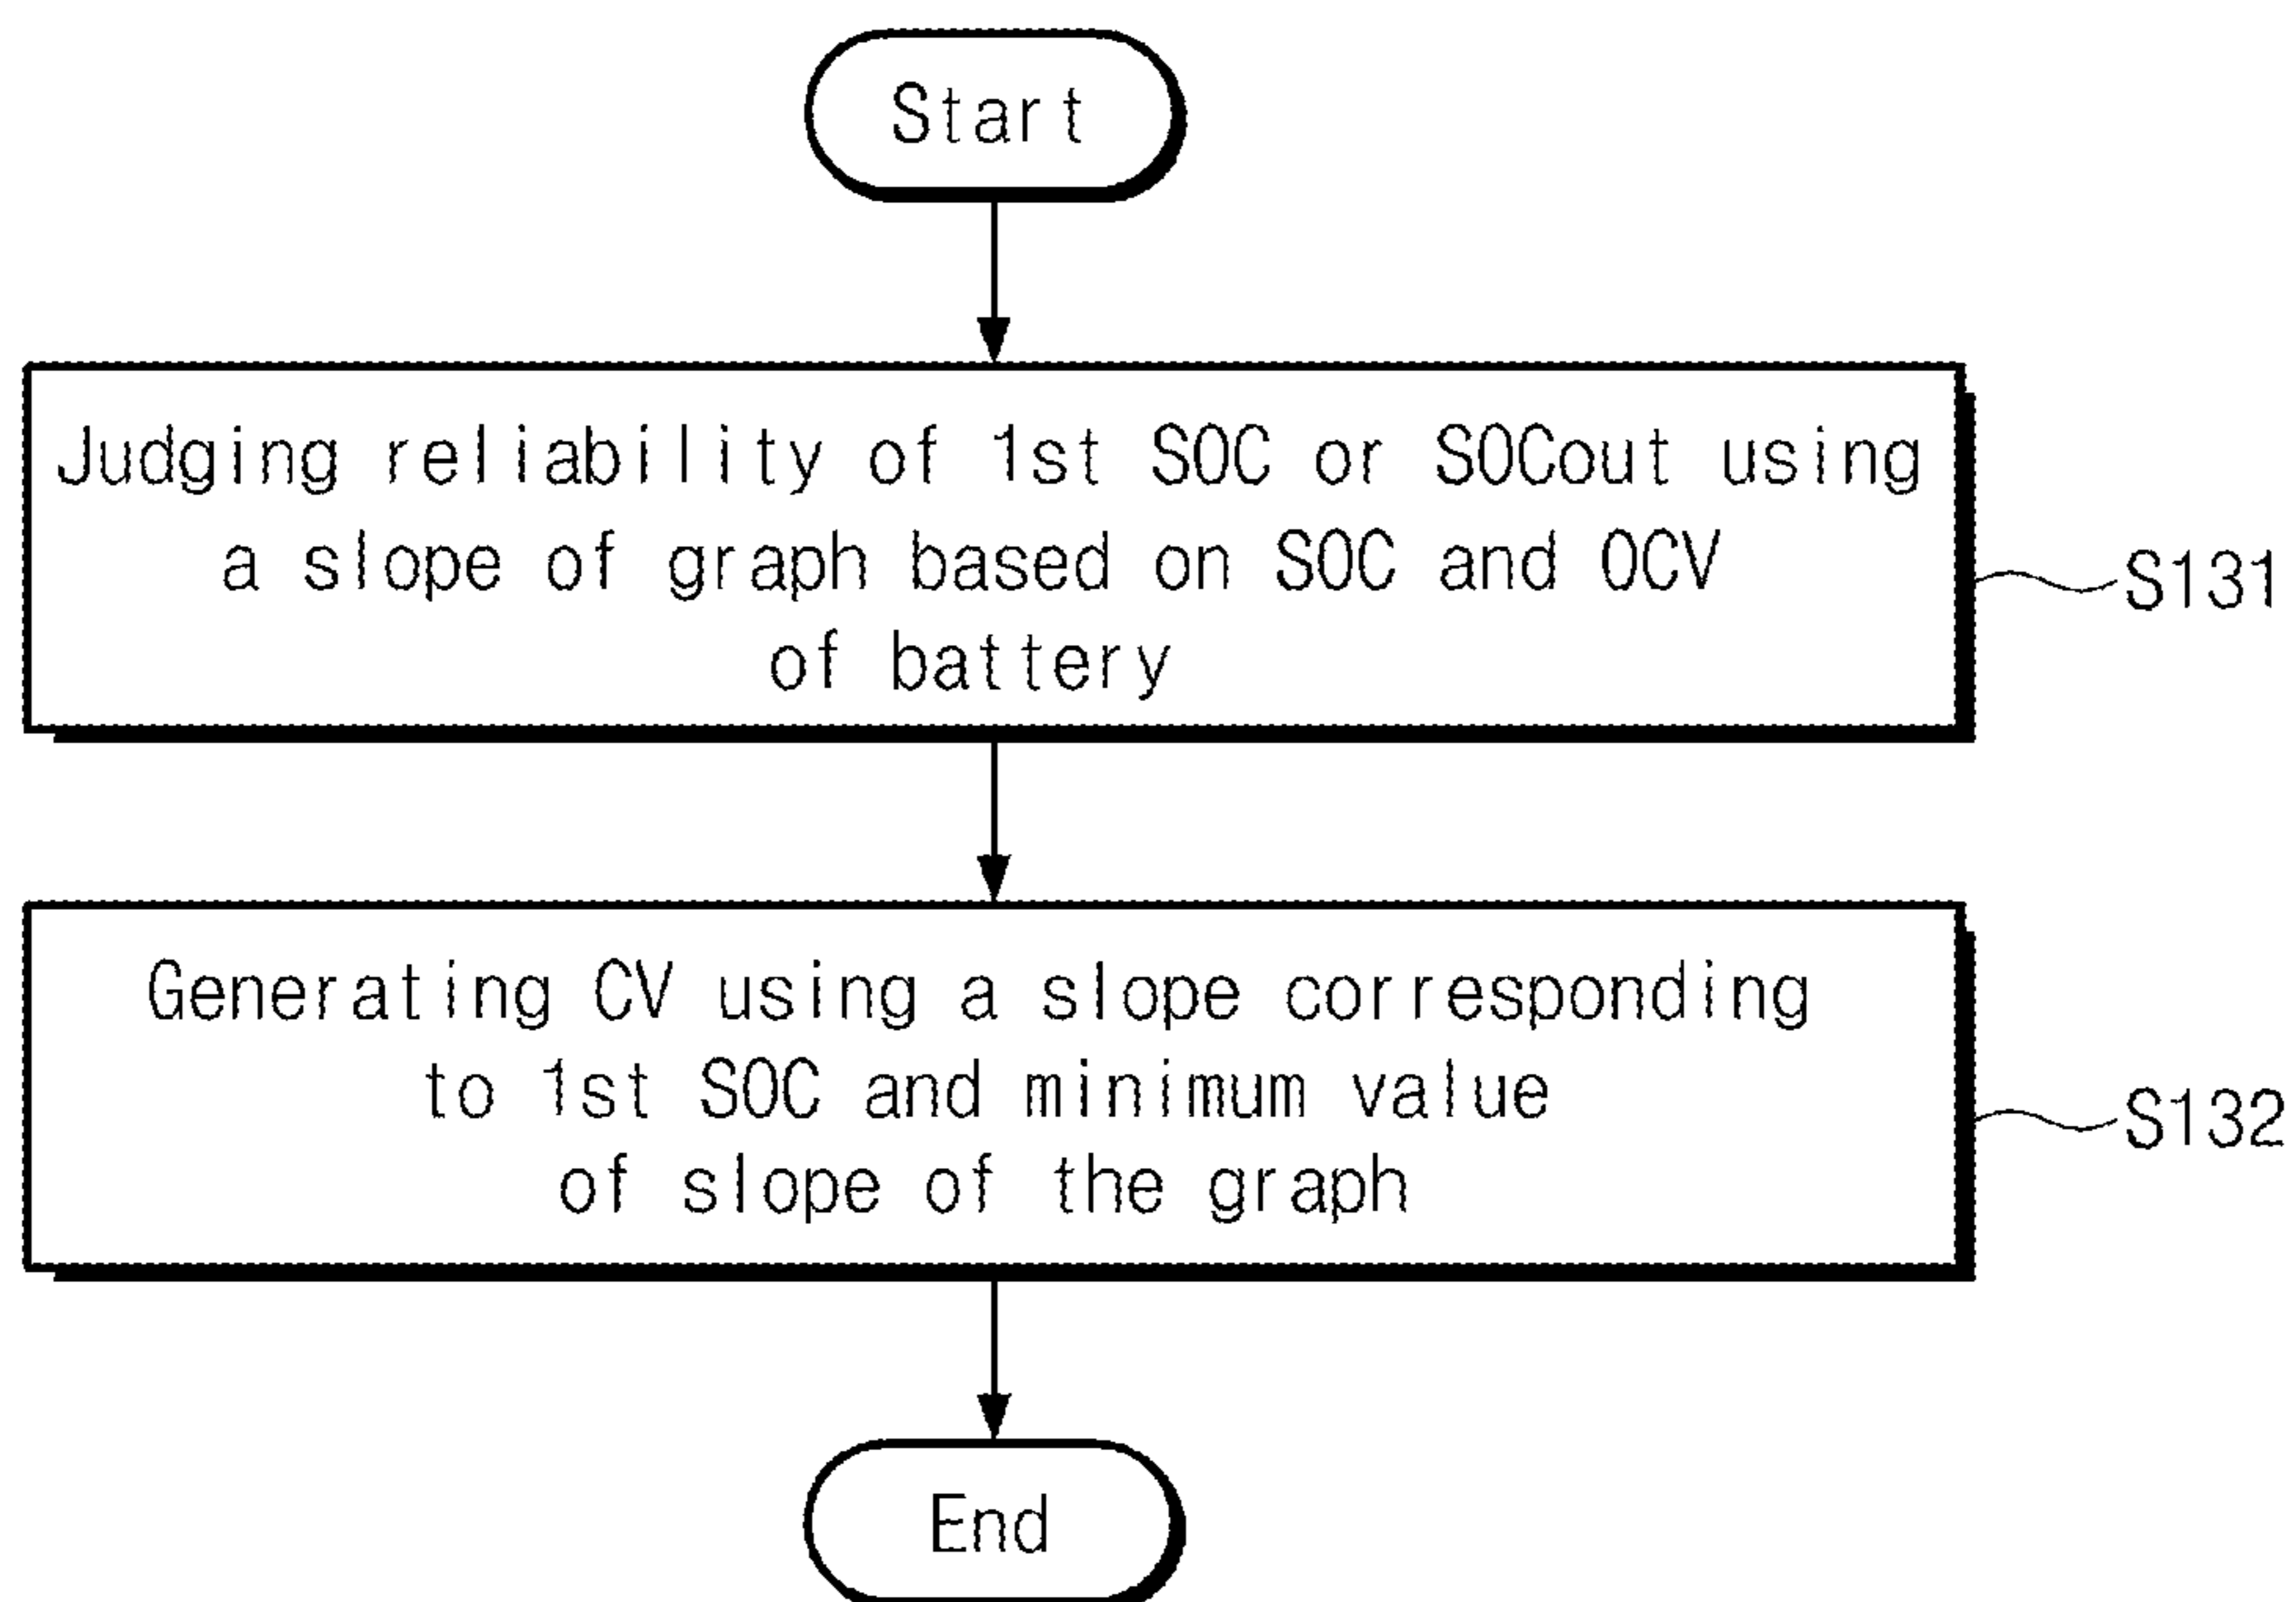 Start
Judging reliability of 1st SOC or SOCout using
a slope of graph based on SOC and OCV
of battery
S131
Generating CV using a slope corresponding
to 1st SOC and minimum value
of slope of the graph
S132
End